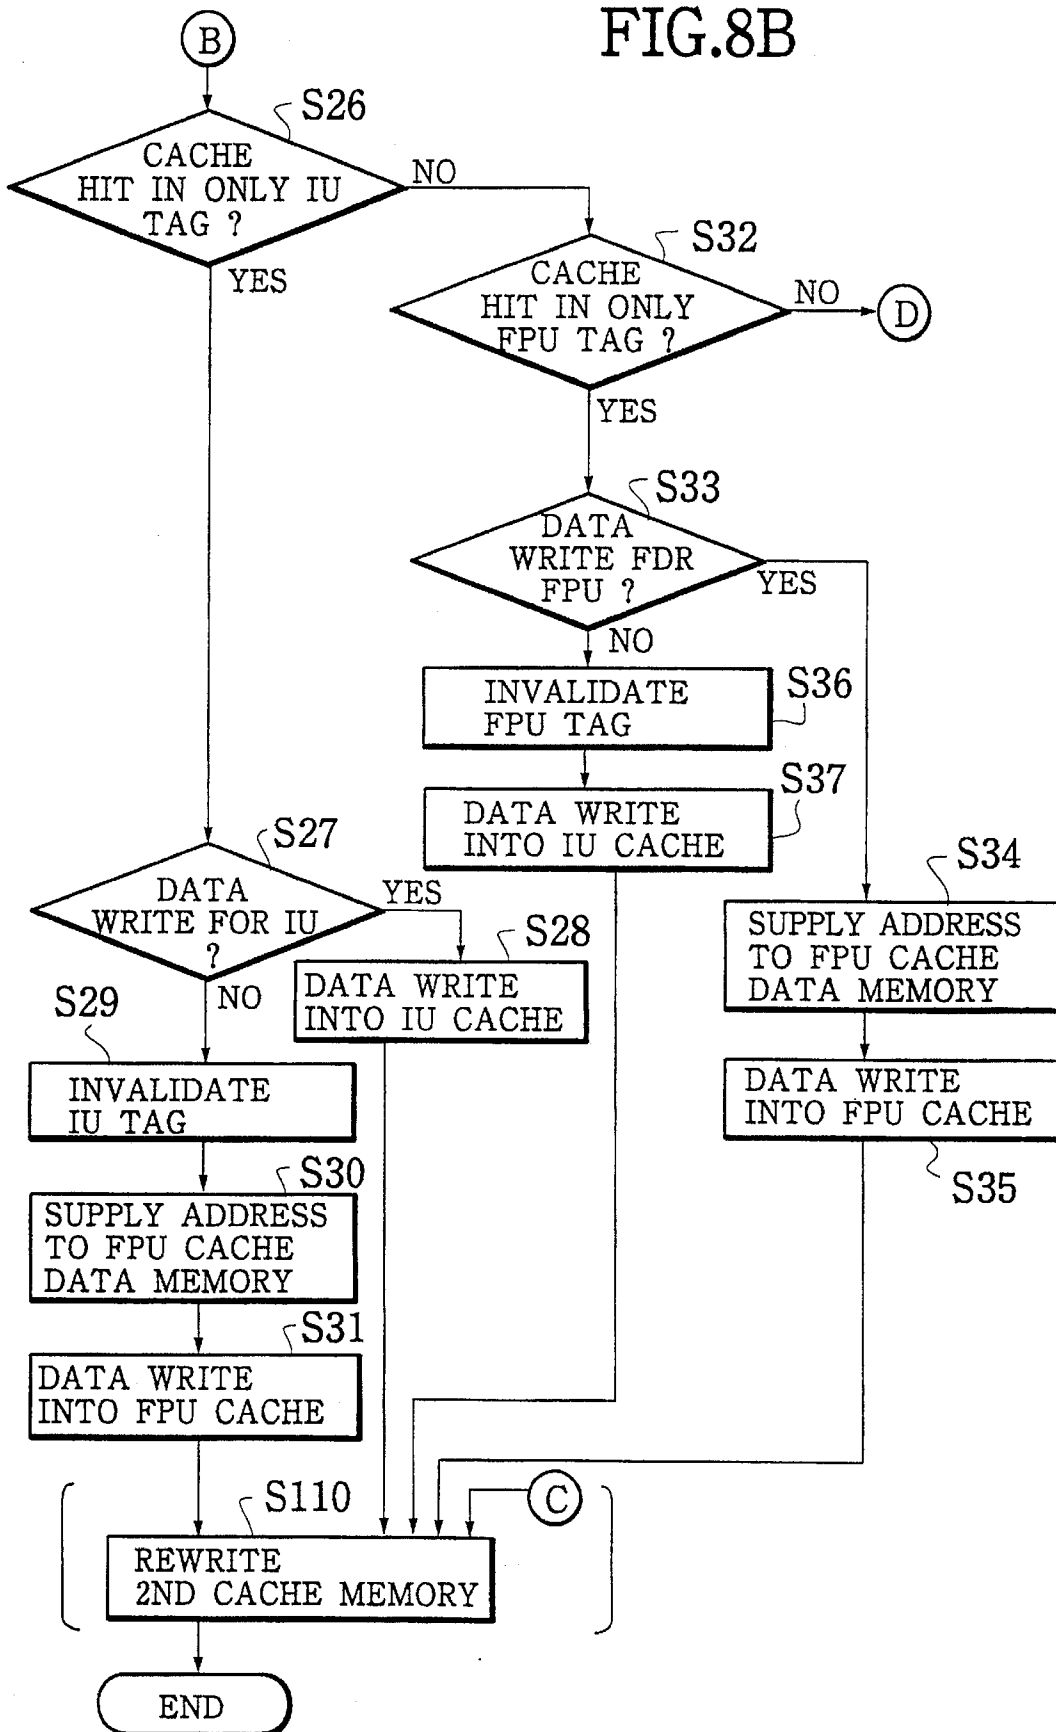 FIG.8B
B
S26
CACHE
HIT IN ONLY IU
TAG ?
NO
YES
S32
CACHE
HIT IN ONLY
FPU TAG ?
NO
D
YES
S33
DATA
WRITE FDR
FPU ?
YES
NO
INVALIDATE
FPU TAG
S36
DATA WRITE
INTO IU CACHE
S37
S34
SUPPLY ADDRESS
TO FPU CACHE
DATA MEMORY
DATA WRITE
INTO FPU CACHE
S35
S27
DATA
WRITE FOR IU
?
YES
NO
S28
DATA WRITE
INTO IU CACHE
S29
INVALIDATE
IU TAG
S30
SUPPLY ADDRESS
TO FPU CACHE
DATA MEMORY
S31
DATA WRITE
INTO FPU CACHE
S110
C
REWRITE
2ND CACHE MEMORY
END